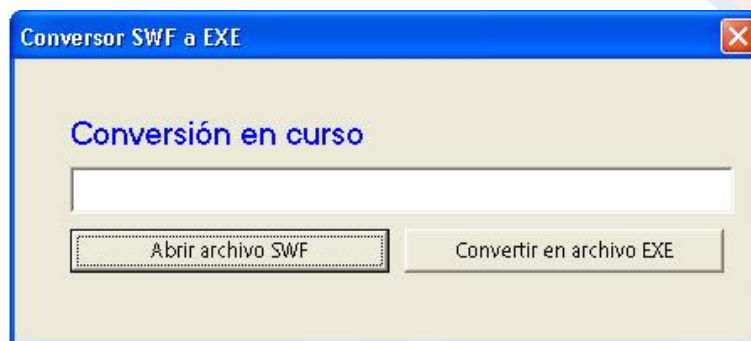 Conversor SWF a EXE
Conversión en curso
Abrir archivo SWF
Convertir en archivo EXE